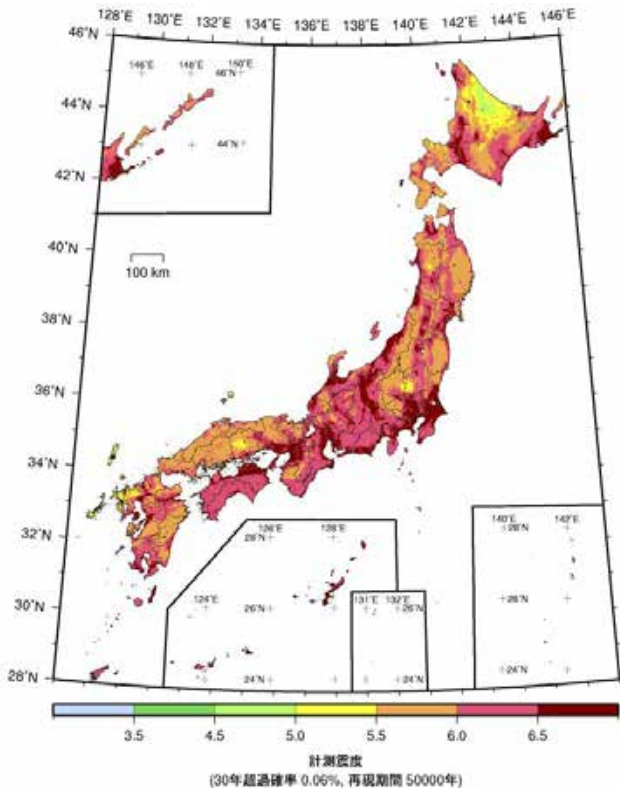 128˚E 130˚E 132˚E 134˚E 136˚E 138˚E 140˚E 142˚E 144˚E 146˚E
46˚N
146˚E 148˚E 150˚E
46˚N
44˚N
44˚N
42˚N
40˚N
100 km
38˚N
36˚N
34˚N
32˚N
126˚E 128˚E
28˚N
140˚E 142˚E
28˚N
30˚N
124˚E
26˚N
131˚E 132˚E
26˚N
26˚N
28˚N
24˚N
24˚N
24˚N
3.5 4.5 5.0 5.5 6.0 6.5
計測震度
(30年超過確率 0.06%, 再現期間 50000年)